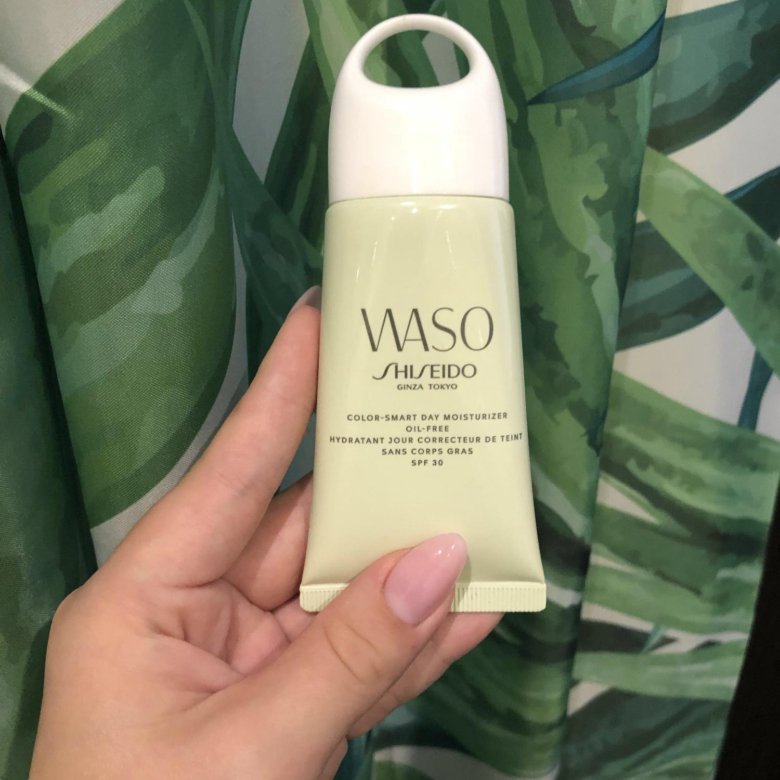 WASO
SHISEIDO
GINZA TOKYO
COLOR-SMART DAY MOISTURIZER
OIL-FREE
HYDRATANT JOUR CORRECTEUR DE TEINT
SANS CORPS GRAS
SPF 30